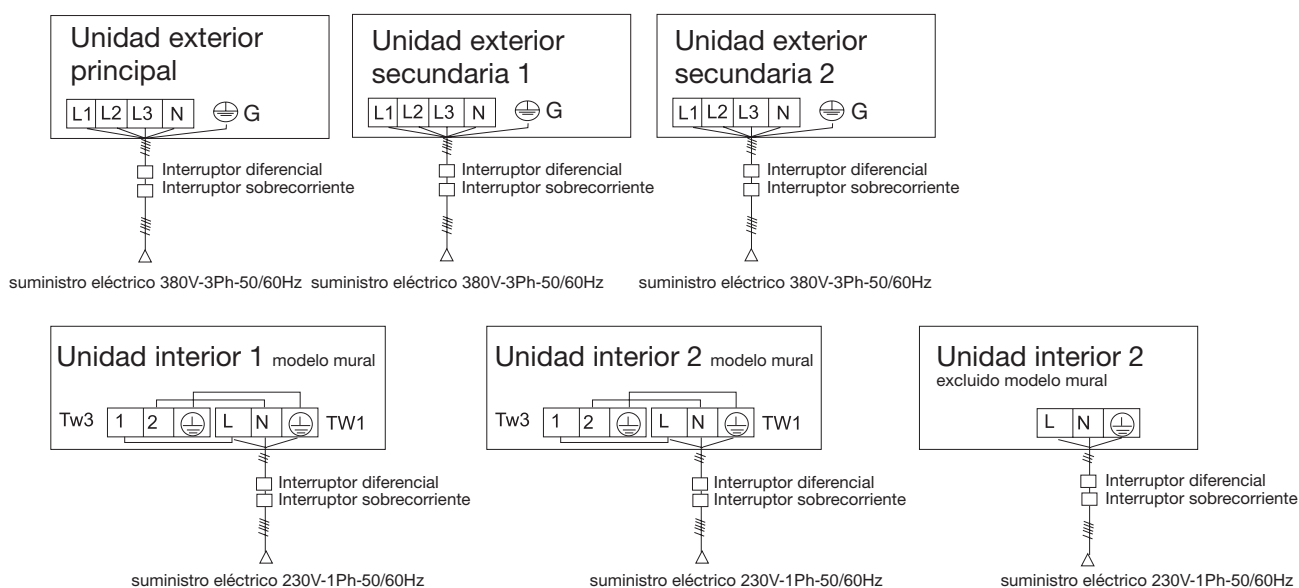 Unidad exterior
principal
L1 L2 L3 N G
Interruptor diferencial
Interruptor sobrecorriente
suministro eléctrico 380V-3Ph-50/60Hz
Unidad exterior
secundaria 1
L1 L2 L3 N G
Interruptor diferencial
Interruptor sobrecorriente
suministro eléctrico 380V-3Ph-50/60Hz
Unidad exterior
secundaria 2
L1 L2 L3 N G
Interruptor diferencial
Interruptor sobrecorriente
suministro eléctrico 380V-3Ph-50/60Hz
Unidad interior 1 modelo mural
Tw3 1 2 L N TW1
Interruptor diferencial
Interruptor sobrecorriente
suministro eléctrico 230V-1Ph-50/60Hz
Unidad interior 2 modelo mural
Tw3 1 2 L N TW1
Interruptor diferencial
Interruptor sobrecorriente
suministro eléctrico 230V-1Ph-50/60Hz
Unidad interior 2
excluido modelo mural
L N
Interruptor diferencial
Interruptor sobrecorriente
suministro eléctrico 230V-1Ph-50/60Hz